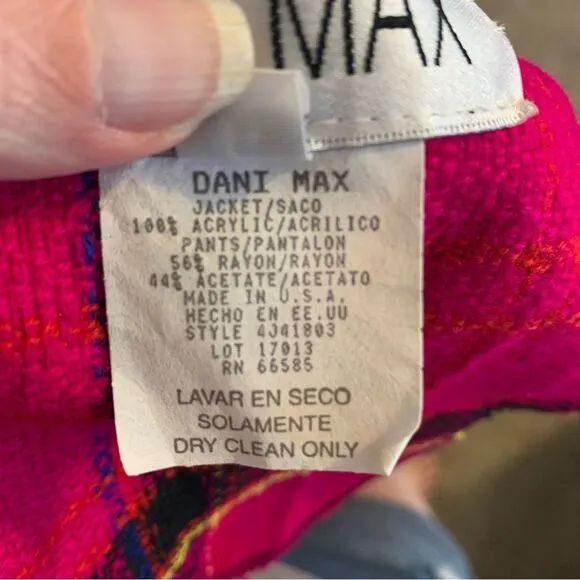 MAX
DANI MAX
JACKET/SACO
100% ACRYLIC/ACRILICO
PANTS/PANTALON
56% RAYON/RAYON
44% ACETATE/ACETATO
MADE IN U.S.A.
HECHO EN EE.UU
STYLE 4J41803
LOT 17013
RN 66585
LAVAR EN SECO
SOLAMENTE
DRY CLEAN ONLY